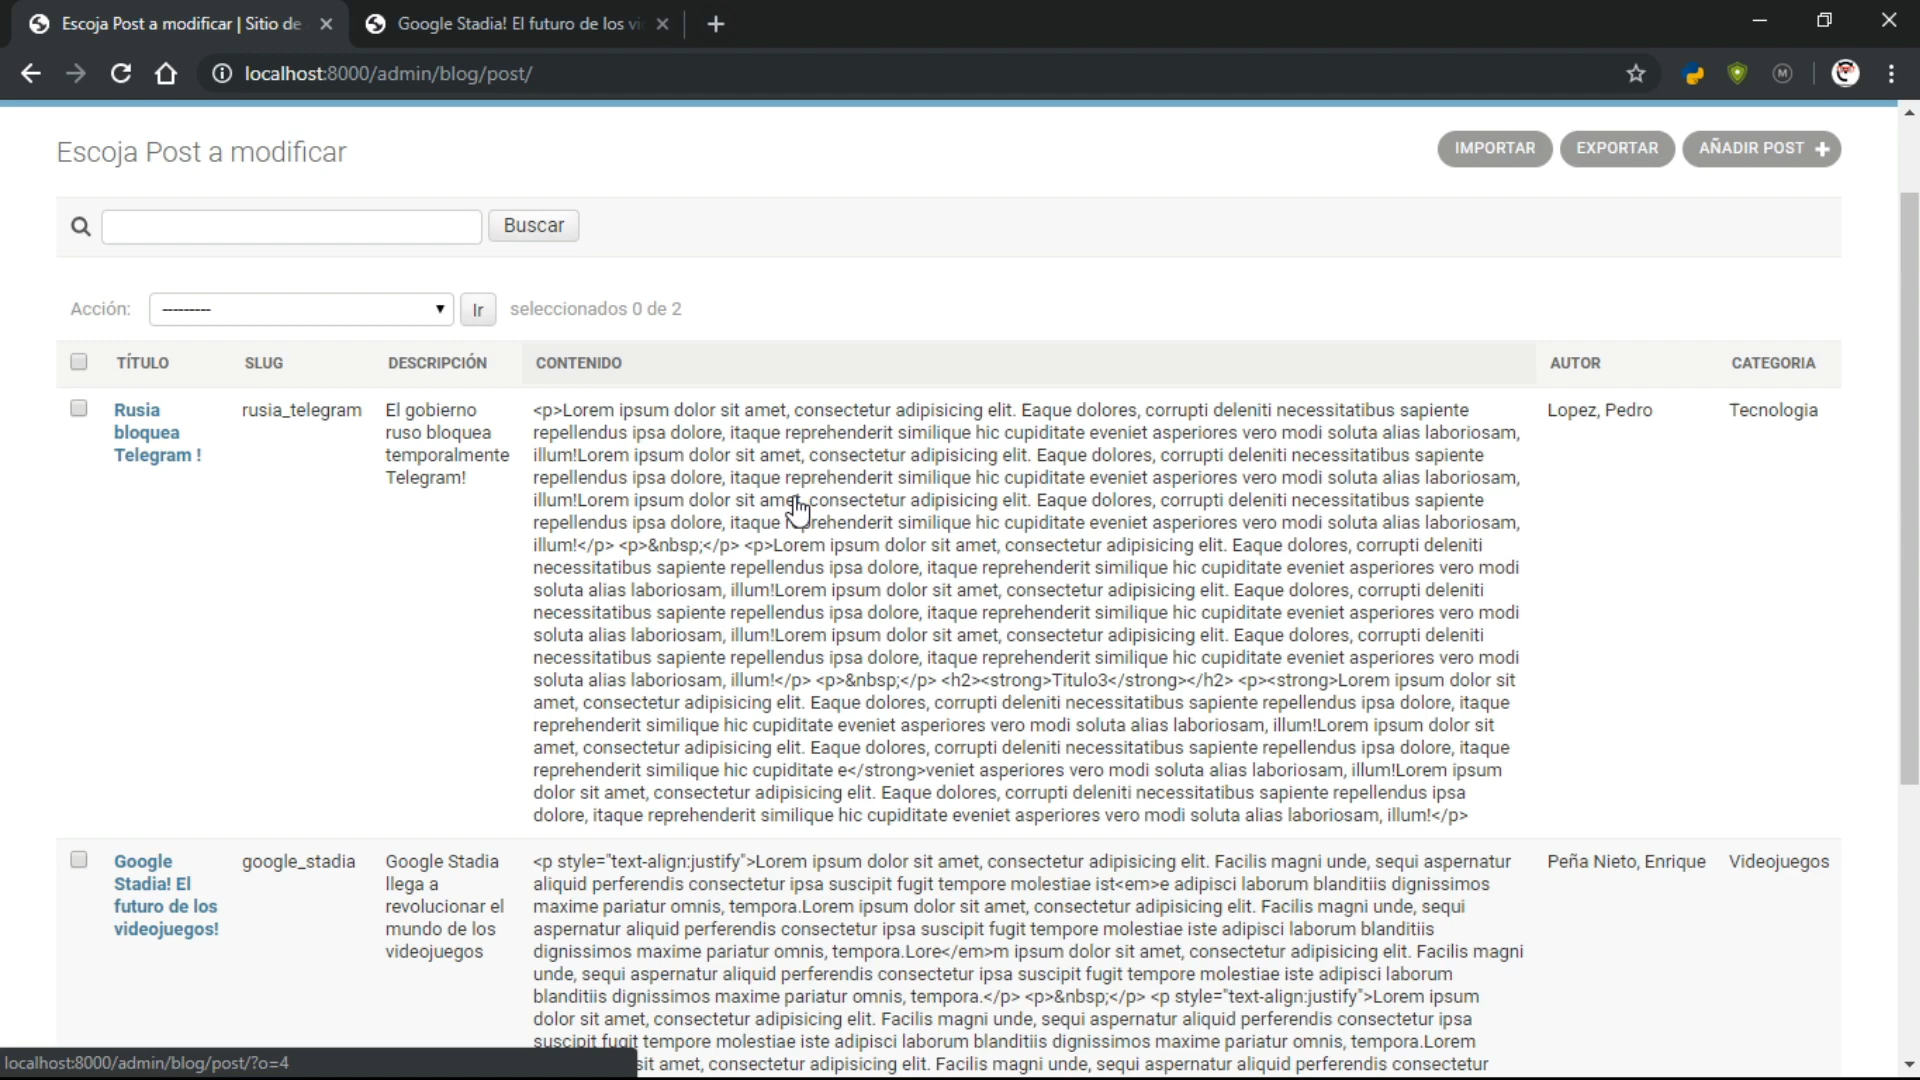 Escoja Post a modificar | Sitio de
Google Stadia! El futuro de los vi
localhost:8000/admin/blog/post/
Escoja Post a modificar
IMPORTAR
EXPORTAR
AÑADIR POST +
Buscar
Acción:
---------
Ir
seleccionados 0 de 2
TÍTULO
SLUG
DESCRIPCIÓN
CONTENIDO
AUTOR
CATEGORIA
Rusia
bloquea
Telegram !
rusia_telegram
El gobierno
ruso bloquea
temporalmente
Telegram!
<p>Lorem ipsum dolor sit amet, consectetur adipisicing elit. Eaque dolores, corrupti deleniti necessitatibus sapiente
repellendus ipsa dolore, itaque reprehenderit similique hic cupiditate eveniet asperiores vero modi soluta alias laboriosam,
illum!Lorem ipsum dolor sit amet, consectetur adipisicing elit. Eaque dolores, corrupti deleniti necessitatibus sapiente
repellendus ipsa dolore, itaque reprehenderit similique hic cupiditate eveniet asperiores vero modi soluta alias laboriosam,
illum!Lorem ipsum dolor sit amet, consectetur adipisicing elit. Eaque dolores, corrupti deleniti necessitatibus sapiente
repellendus ipsa dolore, itaque reprehenderit similique hic cupiditate eveniet asperiores vero modi soluta alias laboriosam,
illum!</p> <p>&nbsp;</p> <p>Lorem ipsum dolor sit amet, consectetur adipisicing elit. Eaque dolores, corrupti deleniti
necessitatibus sapiente repellendus ipsa dolore, itaque reprehenderit similique hic cupiditate eveniet asperiores vero modi
soluta alias laboriosam, illum!Lorem ipsum dolor sit amet, consectetur adipisicing elit. Eaque dolores, corrupti deleniti
necessitatibus sapiente repellendus ipsa dolore, itaque reprehenderit similique hic cupiditate eveniet asperiores vero modi
soluta alias laboriosam, illum!Lorem ipsum dolor sit amet, consectetur adipisicing elit. Eaque dolores, corrupti deleniti
necessitatibus sapiente repellendus ipsa dolore, itaque reprehenderit similique hic cupiditate eveniet asperiores vero modi
soluta alias laboriosam, illum!</p> <p>&nbsp;</p> <h2><strong>Titulo3</strong></h2> <p><strong>Lorem ipsum dolor sit
amet, consectetur adipisicing elit. Eaque dolores, corrupti deleniti necessitatibus sapiente repellendus ipsa dolore, itaque
reprehenderit similique hic cupiditate eveniet asperiores vero modi soluta alias laboriosam, illum!Lorem ipsum dolor sit
amet, consectetur adipisicing elit. Eaque dolores, corrupti deleniti necessitatibus sapiente repellendus ipsa dolore, itaque
reprehenderit similique hic cupiditate e</strong>veniet asperiores vero modi soluta alias laboriosam, illum!Lorem ipsum
dolor sit amet, consectetur adipisicing elit. Eaque dolores, corrupti deleniti necessitatibus sapiente repellendus ipsa
dolore, itaque reprehenderit similique hic cupiditate eveniet asperiores vero modi soluta alias laboriosam, illum!</p>
Lopez, Pedro
Tecnologia
Google
Stadia! El
futuro de los
videojuegos!
google_stadia
Google Stadia
llega a
revolucionar el
mundo de los
videojuegos
<p style="text-align:justify">Lorem ipsum dolor sit amet, consectetur adipisicing elit. Facilis magni unde, sequi aspernatur
aliquid perferendis consectetur ipsa suscipit fugit tempore molestiae ist<em>e adipisci laborum blanditiis dignissimos
maxime pariatur omnis, tempora.Lorem ipsum dolor sit amet, consectetur adipisicing elit. Facilis magni unde, sequi
aspernatur aliquid perferendis consectetur ipsa suscipit fugit tempore molestiae iste adipisci laborum blanditiis
dignissimos maxime pariatur omnis, tempora.Lore</em>m ipsum dolor sit amet, consectetur adipisicing elit. Facilis magni
unde, sequi aspernatur aliquid perferendis consectetur ipsa suscipit fugit tempore molestiae iste adipisci laborum
blanditiis dignissimos maxime pariatur omnis, tempora.</p> <p>&nbsp;</p> <p style="text-align:justify">Lorem ipsum
dolor sit amet, consectetur adipisicing elit. Facilis magni unde, sequi aspernatur aliquid perferendis consectetur ipsa
suscipit fugit tempore molestiae iste adipisci laborum blanditiis dignissimos maxime pariatur omnis, tempora.Lorem
sit amet, consectetur adipisicing elit. Facilis magni unde, sequi aspernatur aliquid perferendis consectetur
Peña Nieto, Enrique
Videojuegos
localhost:8000/admin/blog/post/?o=4